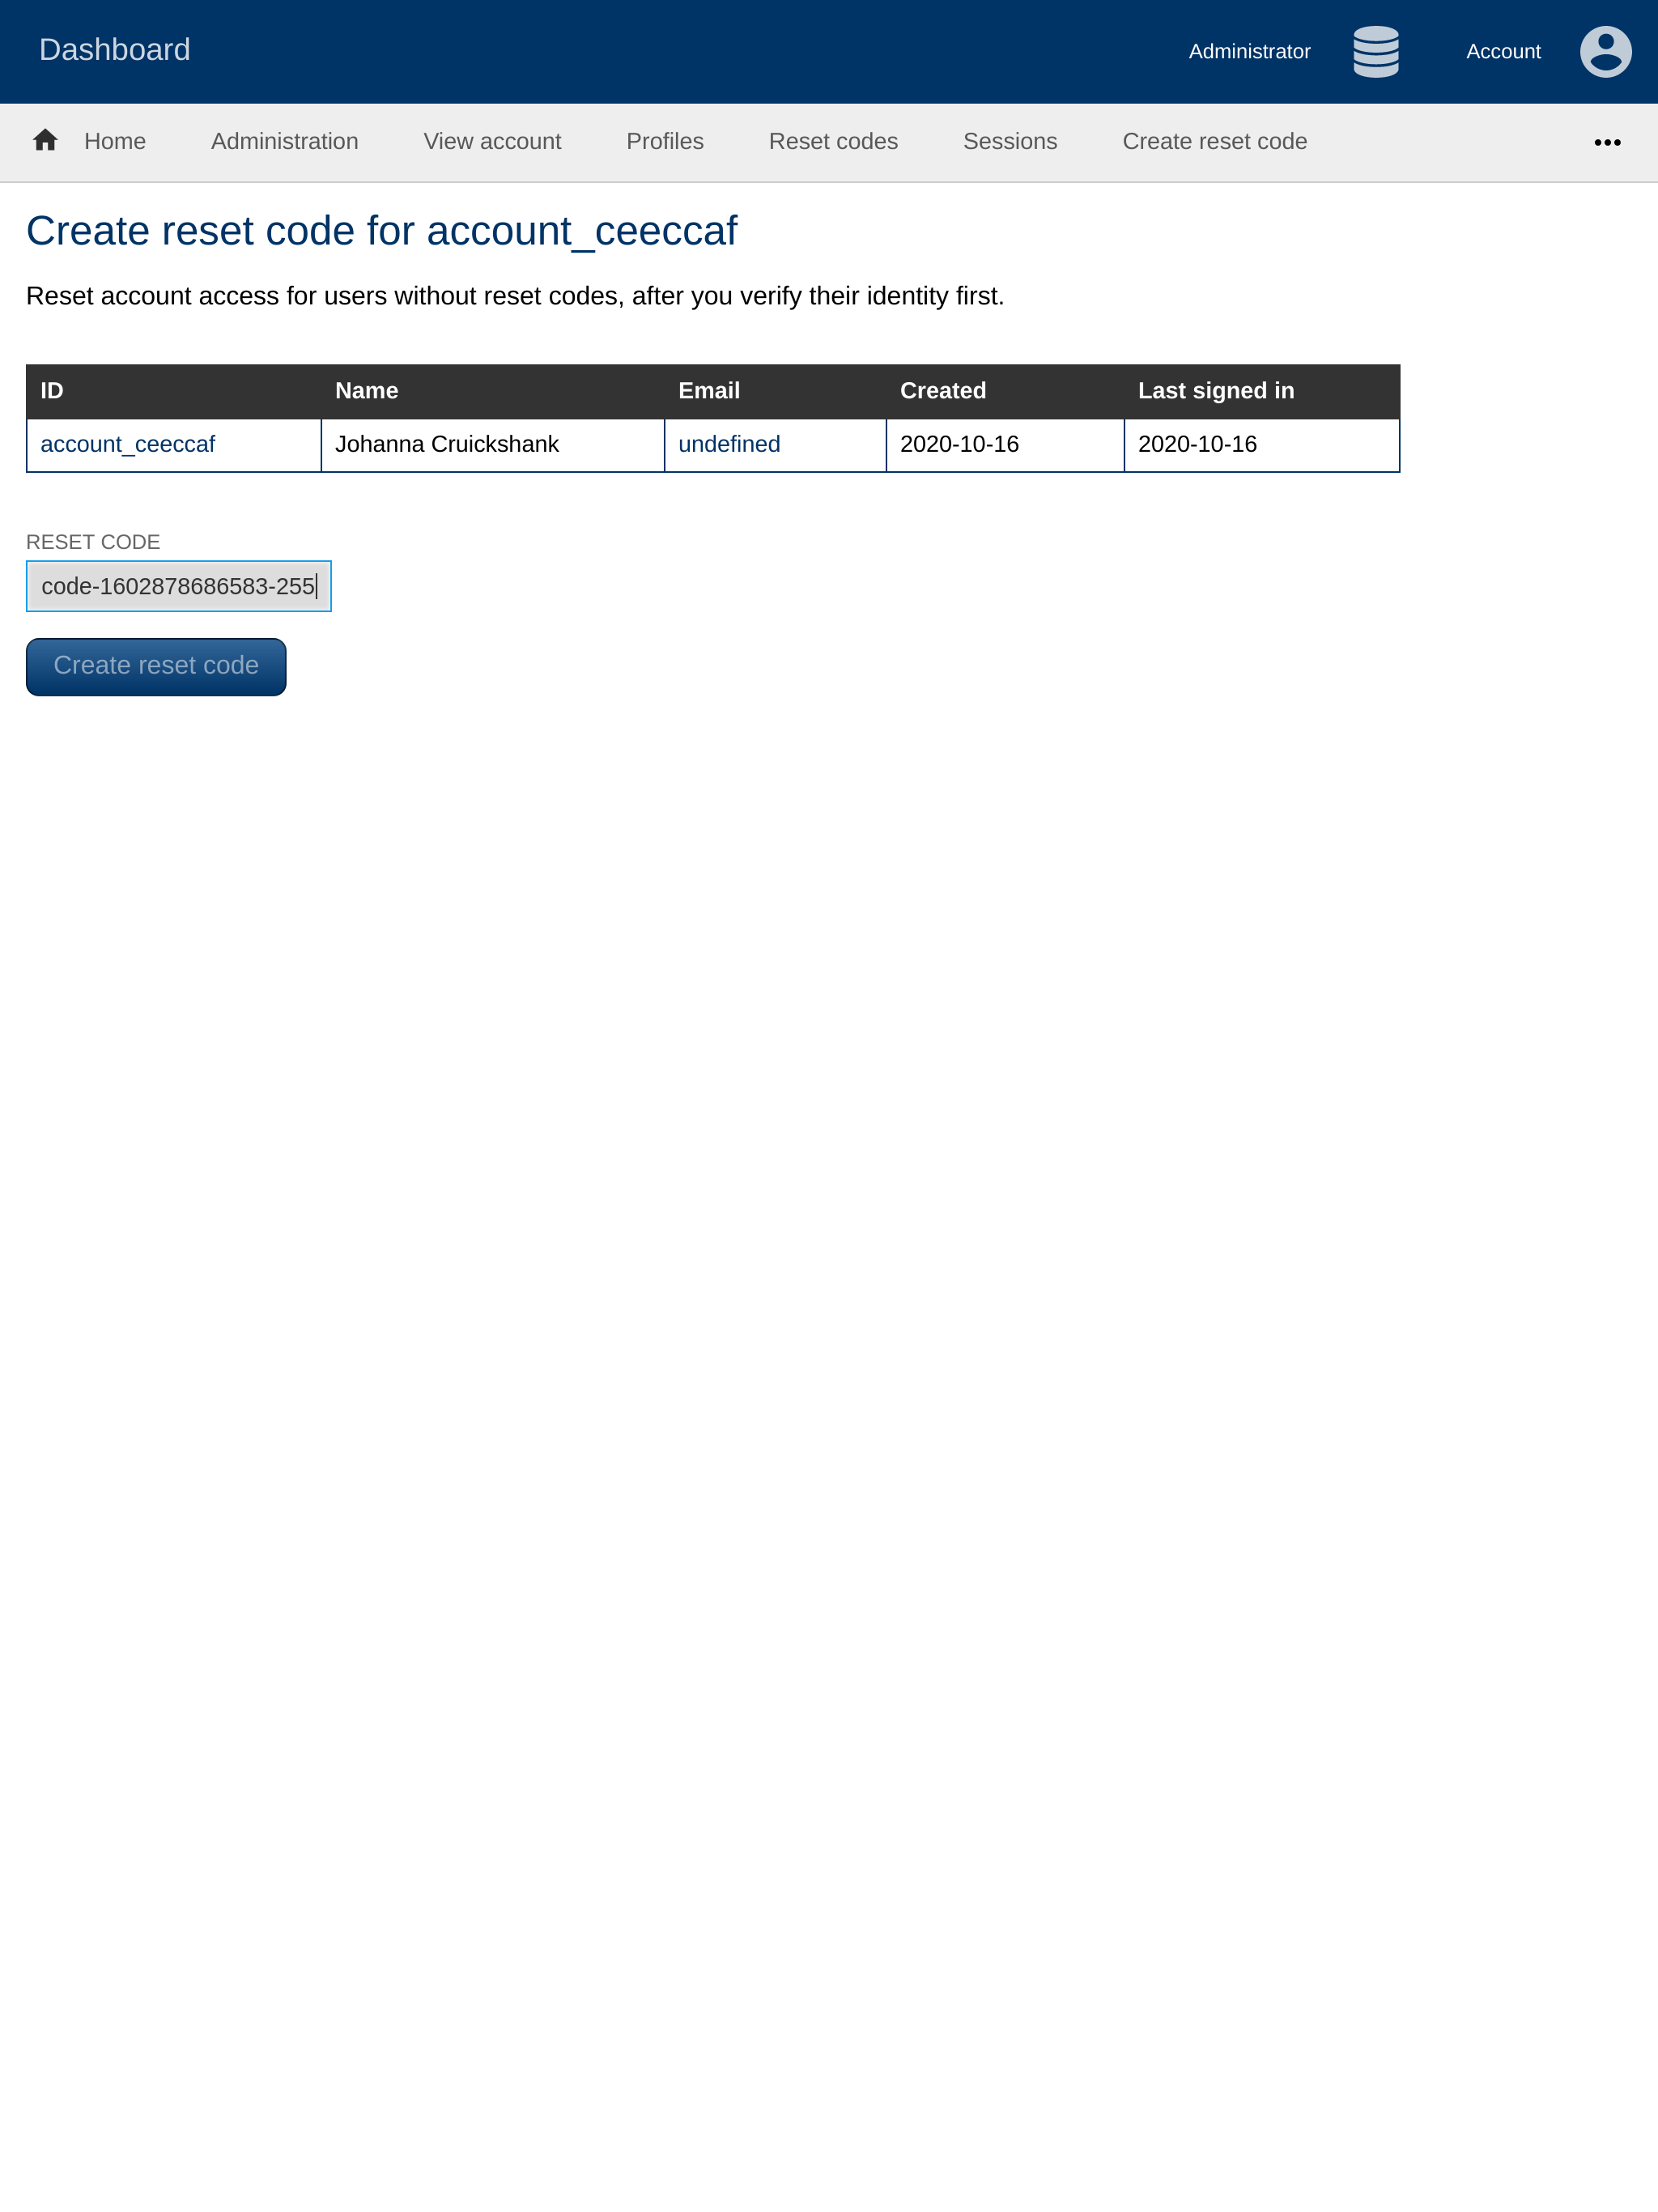 Dashboard Administrator Account
Home Administration View account Profiles Reset codes Sessions Create reset code
Create reset code for account_ceeccaf
Reset account access for users without reset codes, after you verify their identity first.
ID Name Email Created Last signed in
account_ceeccaf Johanna Cruickshank undefined 2020-10-16 2020-10-16
RESET CODE
code-1602878686583-255
Create reset code